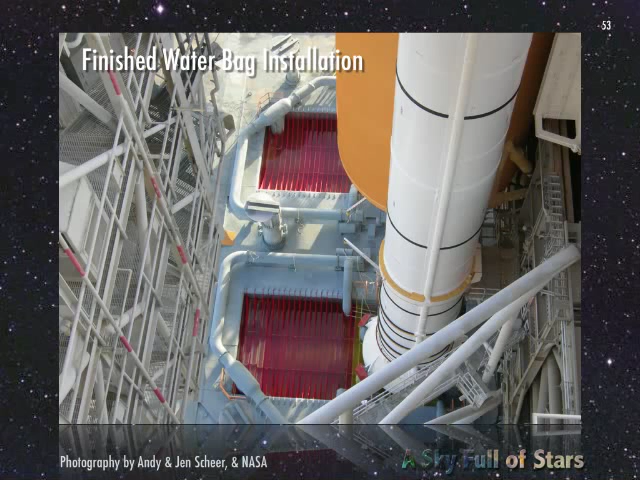 53
Finished Water Bag Installation
Photography by Andy & Jen Scheer, & NASA
A Sky Full of Stars